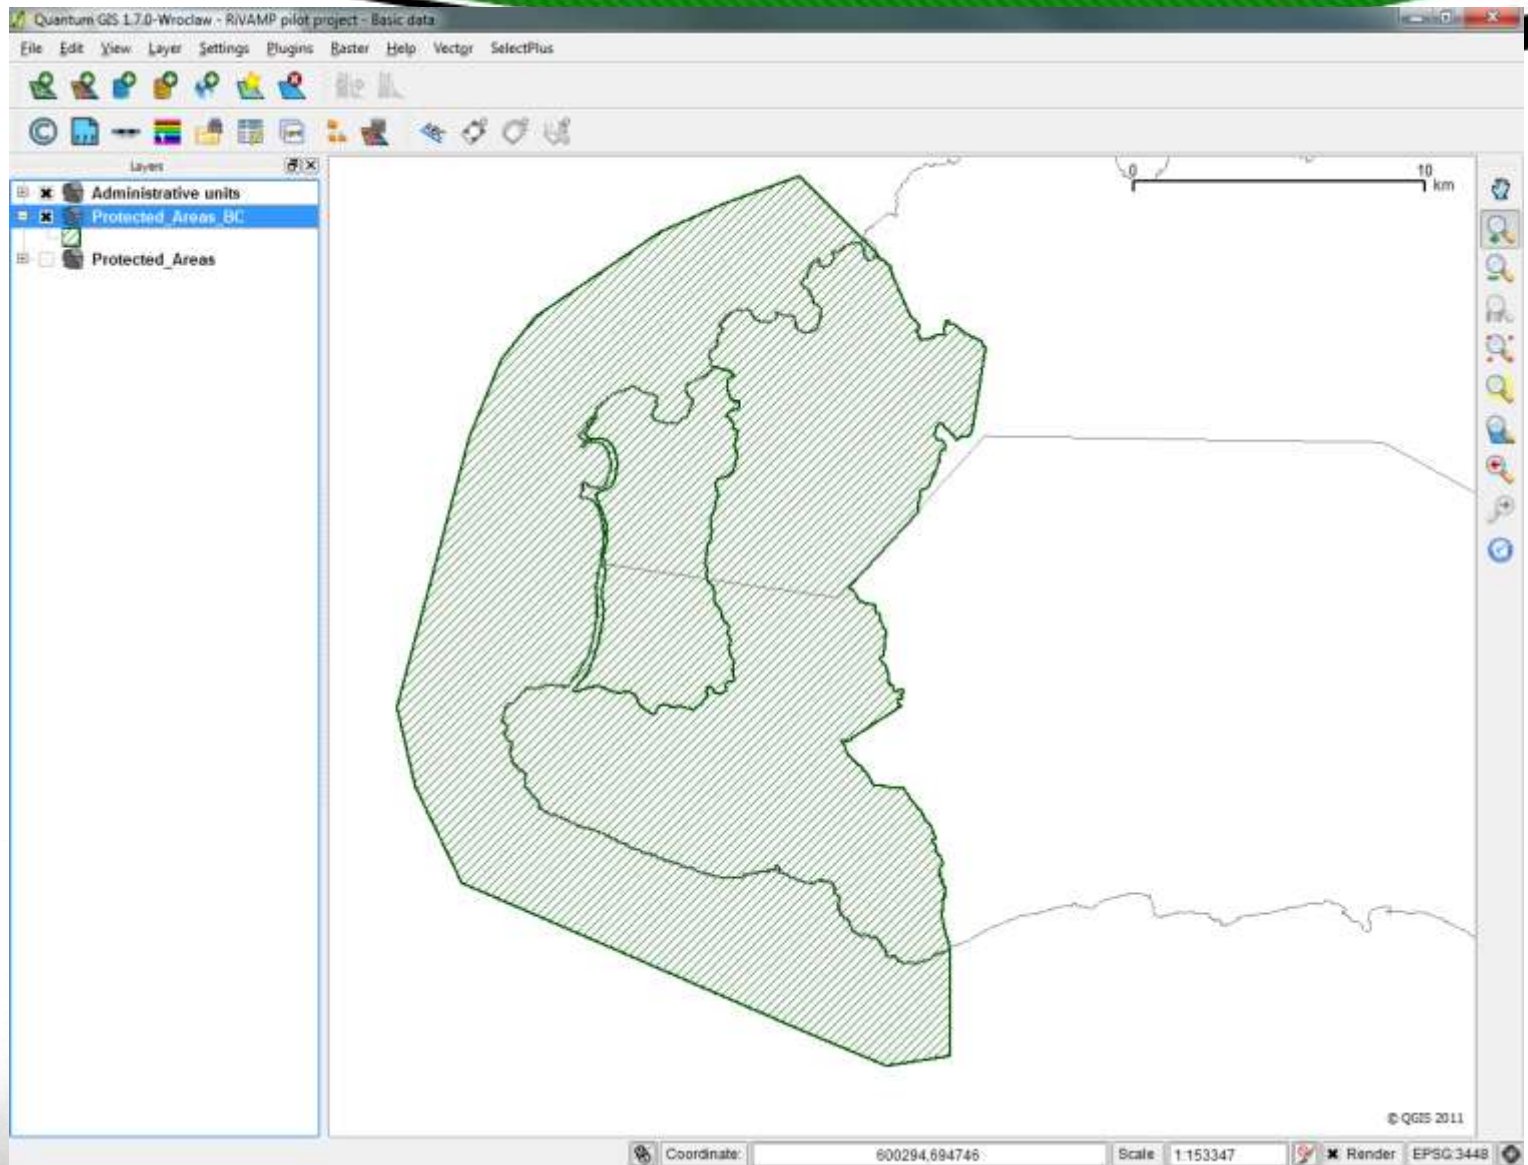 Quantum GIS 1.7.0-Wroclaw - RiVAMP pilot project - Basic data
File Edit View Layer Settings Plugins Raster Help Vector SelectPlus
Layers
Administrative units
Protected_Areas_BC
Protected_Areas
0 10
km
© QGIS 2011
Coordinate: 600294,694746 Scale 1:153347 Render EPSG:3448